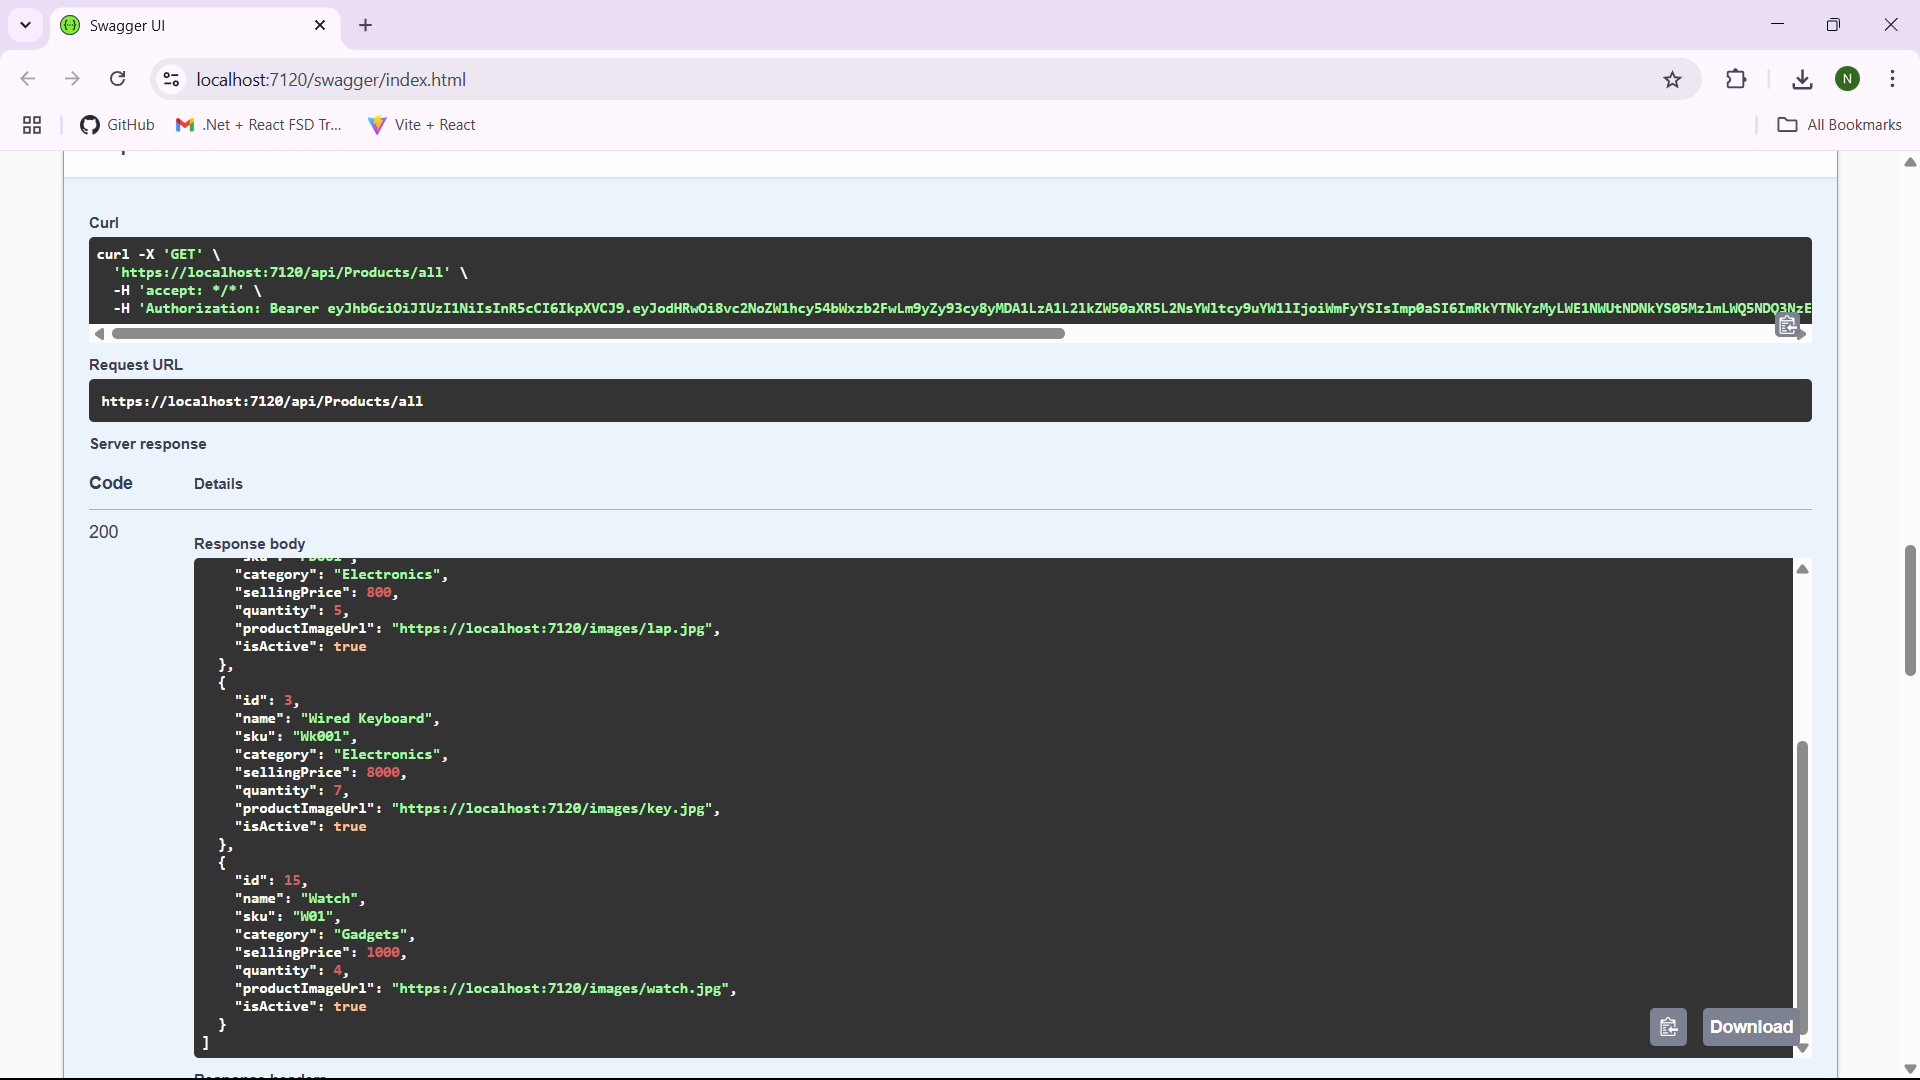 Swagger UI
localhost:7120/swagger/index.html
N
GitHub
.Net + React FSD Tr...
Vite + React
All Bookmarks
Curl
curl -X 'GET' \
'https://localhost:7120/api/Products/all' \
-H 'accept: */*' \
-H 'Authorization: Bearer eyJhbGciOiJIUzI1NiIsInR5cCI6IkpXVCJ9.eyJodHRwOi8vc2NoZW1hcy54bWxzb2FwLm9yZy93cy8yMDA1LzA1L2lkZW50aXR5L2NsYWltcy9uYW1lIjoiWmFyYSIsImp0aSI6ImRkYTNkYzMyLWE1NWUtNDNkYS05MzlmLWQ5NDQ3NzE
Request URL
https://localhost:7120/api/Products/all
Server response
Code Details
200
Response body
"category": "Electronics",
"sellingPrice": 800,
"quantity": 5,
"productImageUrl": "https://localhost:7120/images/lap.jpg",
"isActive": true
},
{
"id": 3,
"name": "Wired Keyboard",
"sku": "Wk001",
"category": "Electronics",
"sellingPrice": 8000,
"quantity": 7,
"productImageUrl": "https://localhost:7120/images/key.jpg",
"isActive": true
},
{
"id": 15,
"name": "Watch",
"sku": "W01",
"category": "Gadgets",
"sellingPrice": 1000,
"quantity": 4,
"productImageUrl": "https://localhost:7120/images/watch.jpg",
"isActive": true
}
]
Download